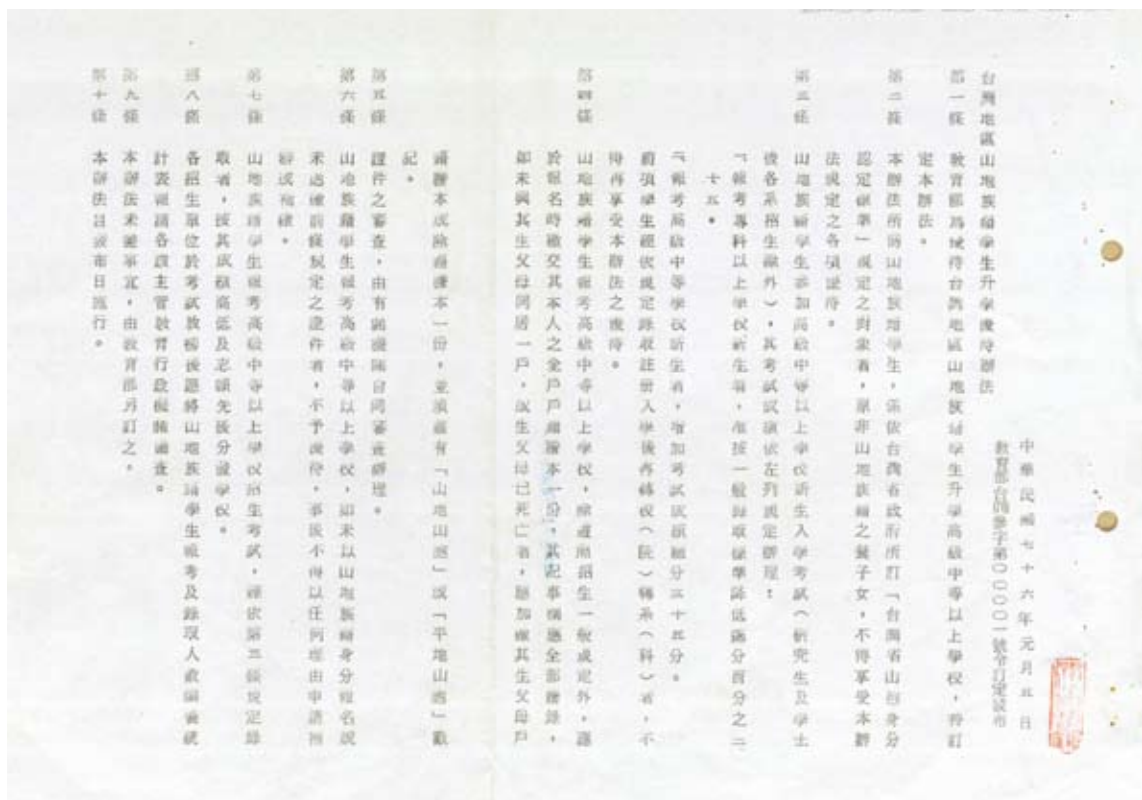 台灣地區山地族籍學生升學優待辦法
中華民國七十六年元月五日
教育部台(76)參字第〇〇〇一號令訂定發布
第一條 教育部為優待台灣地區山地族籍學生升學高級中等以上學校,特訂
定本辦法。
第二條 本辦法所稱山地族籍學生,係依台灣省政府所訂「台灣省山胞身分
認定標準」規定之對象者,原非山地族籍之養子女,不得享受本辦
法規定之各項優待。
第三條 山地族籍學生參加高級中等以上學校新生入學考試(研究生及學士
後各系招生除外),其考試成績依左列規定辦理:
一報考專科以上學校新生者,准按一般錄取標準降低總分百分之二
十五。
二報考高級中等學校新生者,增加考試成績總分三十五分。
前項學生經依規定錄取註冊入學後再轉校(院)轉系(科)者,不
得再享受本辦法之優待。
第四條 山地族籍學生報考高級中等以上學校,除遵照招生一般規定外,應
於報名時繳交其本人之全戶戶籍謄本一份,其記事欄應全部謄錄,
如未與其生父母同居一戶,或生父母已死亡者,應加繳其生父母戶
籍謄本或除籍謄本一份,並須載有「山地山胞」或「平地山胞」戳
記。
第五條 證件之審查,由有關機關自同審查辦理。
第六條 山地族籍學生報考高級中等以上學校,如未以山地族籍身分報名或
未送繳前條規定之證件者,不予優待,事後不得以任何理由申請補
辦或補繳。
第七條 山地族籍學生報考高級中等以上學校招生考試,經依第三條規定錄
取者,按其成績高低及志願先後分發學校。
第八條 各招生單位於考試放榜後應將山地族籍學生報考及錄取人數編製統
計表報請各該主管教育行政機關備查。
第九條 本辦法未盡事宜,由教育部另訂之。
第十條 本辦法自發布日施行。